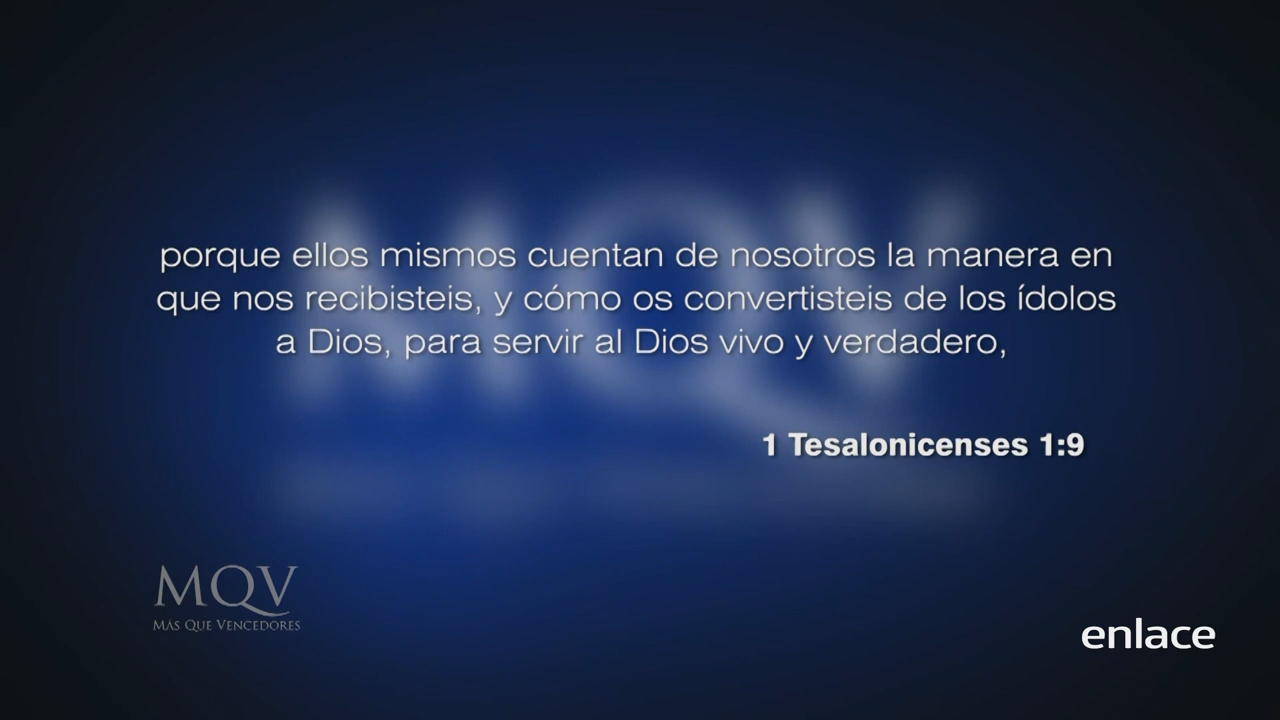 porque ellos mismos cuentan de nosotros la manera en
que nos recibisteis, y cómo os convertisteis de los ídolos
a Dios, para servir al Dios vivo y verdadero,
1 Tesalonicenses 1:9
MQV
MÁS QUE VENCEDORES
enlace